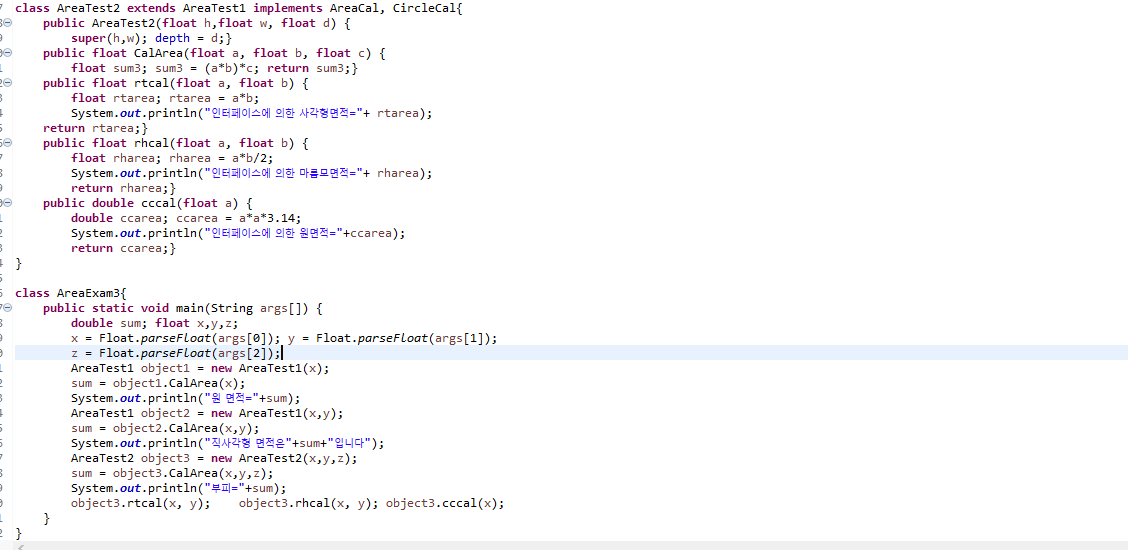 class AreaTest2 extends AreaTest1 implements AreaCal, CircleCal{
public AreaTest2(float h,float w, float d) {
super(h,w); depth = d;}
public float CalArea(float a, float b, float c) {
float sum3; sum3 = (a*b)*c; return sum3;}
public float rtcal(float a, float b) {
float rtarea; rtarea = a*b;
System.out.println("인터페이스에 의한 사각형면적="+ rtarea);
return rtarea;}
public float rhcal(float a, float b) {
float rharea; rharea = a*b/2;
System.out.println("인터페이스에 의한 마름모면적="+ rharea);
return rharea;}
public double cccal(float a) {
double ccarea; ccarea = a*a*3.14;
System.out.println("인터페이스에 의한 원면적="+ccarea);
return ccarea;}
}
class AreaExam3{
public static void main(String args[]) {
double sum; float x,y,z;
x = Float.parseFloat(args[0]); y = Float.parseFloat(args[1]);
z = Float.parseFloat(args[2]);
AreaTest1 object1 = new AreaTest1(x);
sum = object1.CalArea(x);
System.out.println("원 면적="+sum);
AreaTest1 object2 = new AreaTest1(x,y);
sum = object2.CalArea(x,y);
System.out.println("직사각형 면적은"+sum+"입니다");
AreaTest2 object3 = new AreaTest2(x,y,z);
sum = object3.CalArea(x,y,z);
System.out.println("부피="+sum);
object3.rtcal(x, y);    object3.rhcal(x, y); object3.cccal(x);
}
}